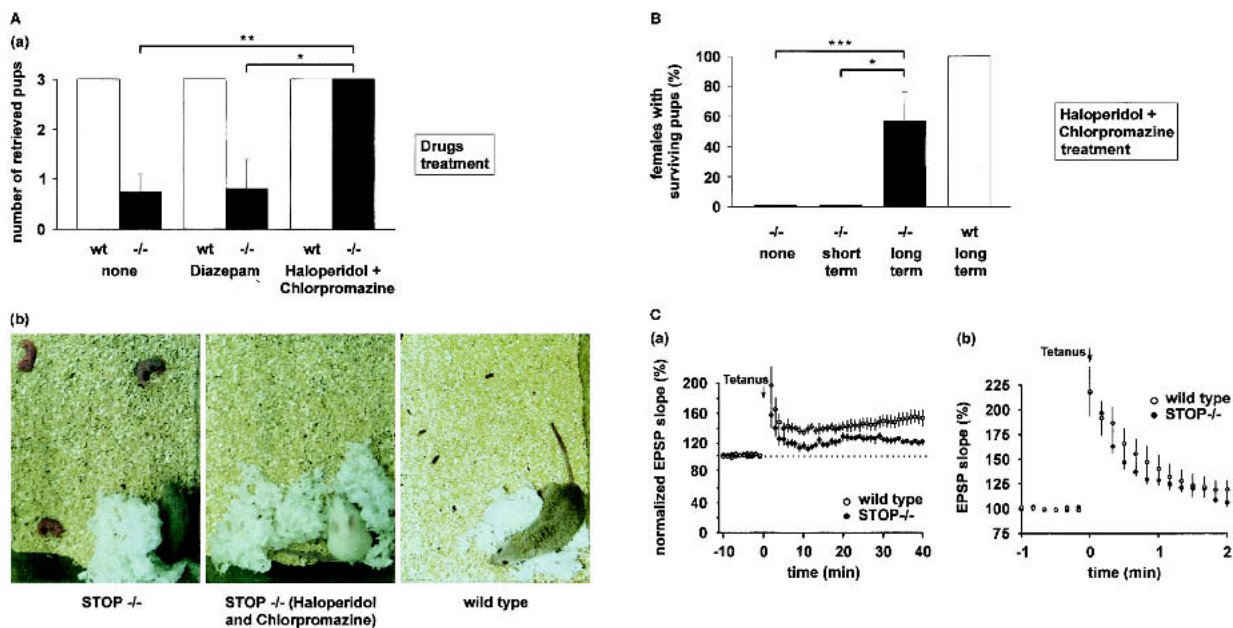 A
(a)
**
*
number of retrieved pups
3
2
1
0
wt -/- wt -/- wt -/-
none Diazepam Haloperidol +
Chlorpromazine
Drugs
treatment
B
***
*
females with
surviving pups (%)
100
80
60
40
20
0
-/- -/- -/- wt
none short long long
term term term
Haloperidol +
Chlorpromazine
treatment
(b)
STOP -/-
STOP -/- (Haloperidol
and Chlorpromazine)
wild type
C
(a)
Tetanus
normalized EPSP slope (%)
200
160
120
100
80
40
0
wild type
STOP-/-
-10 0 10 20 30 40
time (min)
(b)
Tetanus
EPSP slope (%)
225
200
175
150
125
100
wild type
STOP-/-
-1 0 1 2
time (min)